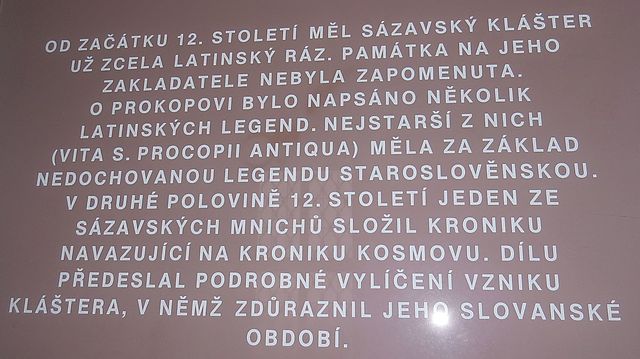 OD ZAČÁTKU 12. STOLETÍ MĚL SÁZAVSKÝ KLÁŠTER
UŽ ZCELA LATINSKÝ RÁZ. PAMÁTKA NA JEHO
ZAKLADATELE NEBYLA ZAPOMENUTA.
O PROKOPOVI BYLO NAPSÁNO NĚKOLIK
LATINSKÝCH LEGEND. NEJSTARŠÍ Z NICH
(VITA S. PROCOPII ANTIQUA) MĚLA ZA ZÁKLAD
NEDOCHOVANOU LEGENDU STAROSLOVĚNSKOU.
V DRUHÉ POLOVINĚ 12. STOLETÍ JEDEN ZE
SÁZAVSKÝCH MNICHŮ SLOŽIL KRONIKU
NAVAZUJÍCÍ NA KRONIKU KOSMOVU. DÍLU
PŘEDESLAL PODROBNÉ VYLÍČENÍ VZNIKU
KLÁŠTERA, V NĚMŽ ZDŮRAZNIL JEHO SLOVANSKÉ
OBDOBÍ.